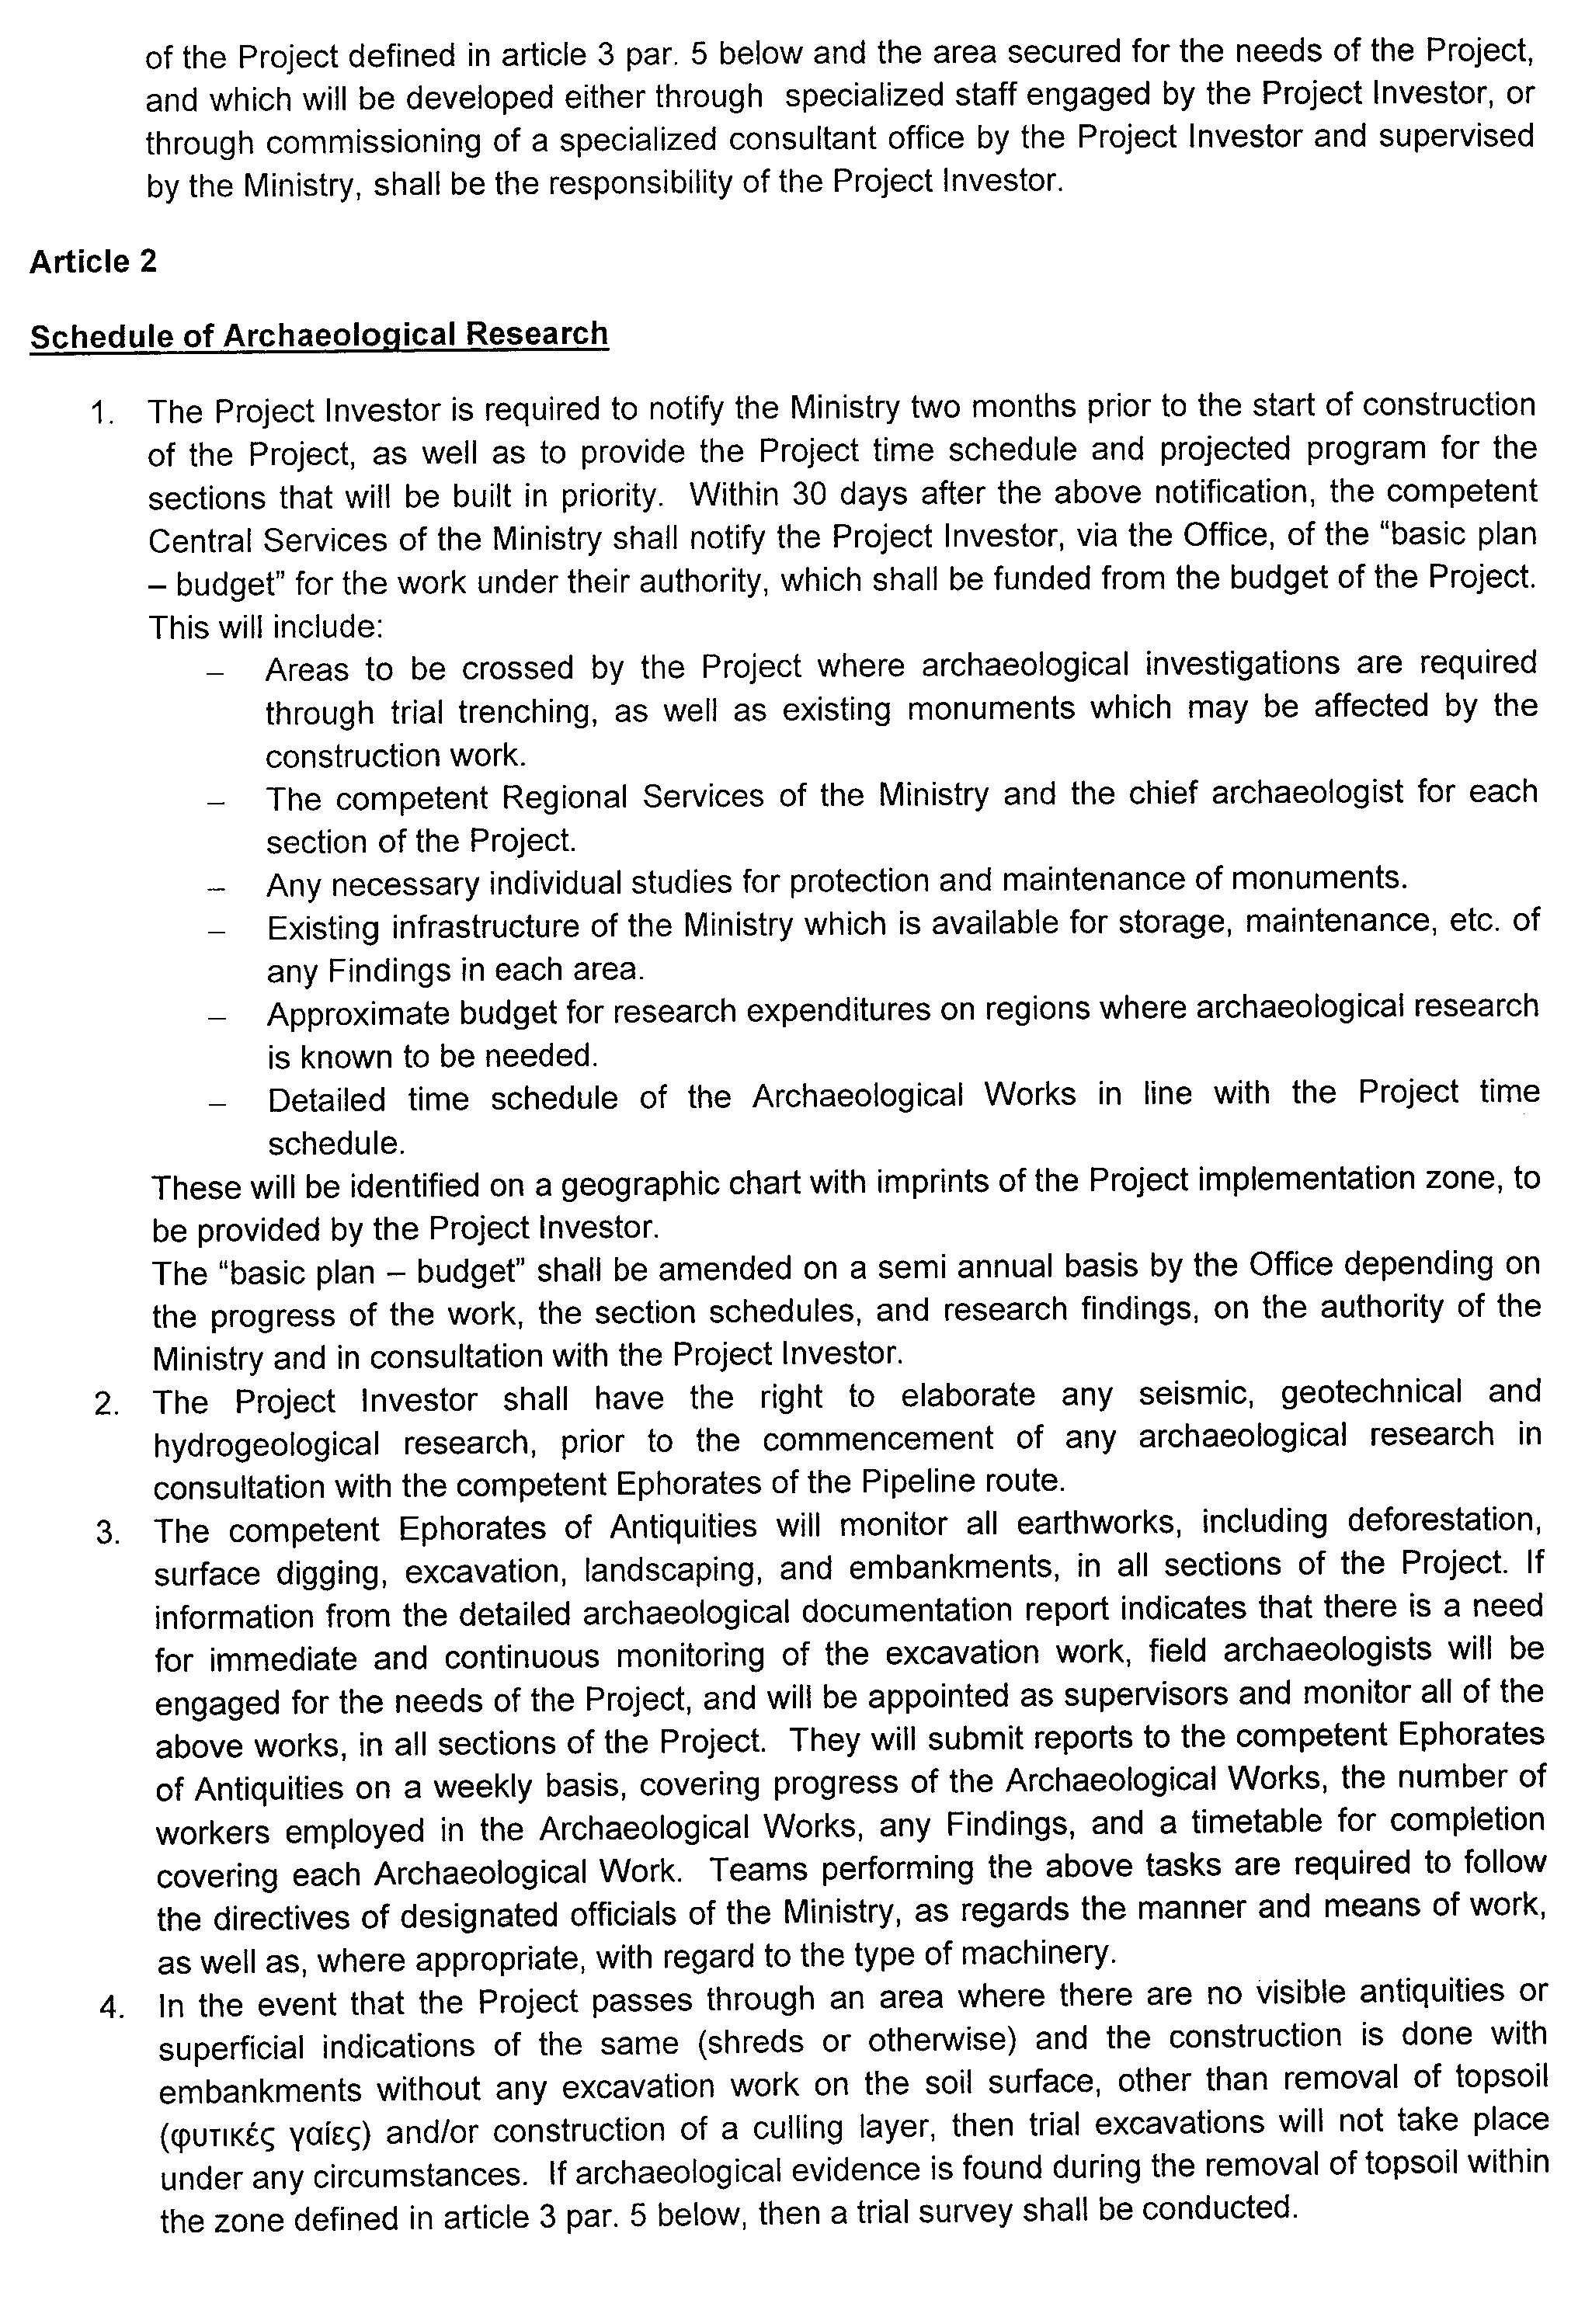 of the Project defined in article 3 par. 5 below and the area secured for the needs of the Project,
and which will be developed either through specialized staff engaged by the Project Investor, or
through commissioning of a specialized consultant office by the Project Investor and supervised
by the Ministry, shall be the responsibility of the Project Investor.
Article 2
Schedule of Archaeological Research
1. The Project Investor is required to notify the Ministry two months prior to the start of construction
of the Project, as well as to provide the Project time schedule and projected program for the
sections that will be built in priority. Within 30 days after the above notification, the competent
Central Services of the Ministry shall notify the Project Investor, via the Office, of the “basic plan
– budget” for the work under their authority, which shall be funded from the budget of the Project.
This will include:
– Areas to be crossed by the Project where archaeological investigations are required
through trial trenching, as well as existing monuments which may be affected by the
construction work.
– The competent Regional Services of the Ministry and the chief archaeologist for each
section of the Project.
– Any necessary individual studies for protection and maintenance of monuments.
– Existing infrastructure of the Ministry which is available for storage, maintenance, etc. of
any Findings in each area.
– Approximate budget for research expenditures on regions where archaeological research
is known to be needed.
– Detailed time schedule of the Archaeological Works in line with the Project time
schedule.
These will be identified on a geographic chart with imprints of the Project implementation zone, to
be provided by the Project Investor.
The “basic plan – budget” shall be amended on a semi annual basis by the Office depending on
the progress of the work, the section schedules, and research findings, on the authority of the
Ministry and in consultation with the Project Investor.
2. The Project Investor shall have the right to elaborate any seismic, geotechnical and
hydrogeological research, prior to the commencement of any archaeological research in
consultation with the competent Ephorates of the Pipeline route.
3. The competent Ephorates of Antiquities will monitor all earthworks, including deforestation,
surface digging, excavation, landscaping, and embankments, in all sections of the Project. If
information from the detailed archaeological documentation report indicates that there is a need
for immediate and continuous monitoring of the excavation work, field archaeologists will be
engaged for the needs of the Project, and will be appointed as supervisors and monitor all of the
above works, in all sections of the Project. They will submit reports to the competent Ephorates
of Antiquities on a weekly basis, covering progress of the Archaeological Works, the number of
workers employed in the Archaeological Works, any Findings, and a timetable for completion
covering each Archaeological Work. Teams performing the above tasks are required to follow
the directives of designated officials of the Ministry, as regards the manner and means of work,
as well as, where appropriate, with regard to the type of machinery.
4. In the event that the Project passes through an area where there are no visible antiquities or
superficial indications of the same (shreds or otherwise) and the construction is done with
embankments without any excavation work on the soil surface, other than removal of topsoil
(φυτικές γαίες) and/or construction of a culling layer, then trial excavations will not take place
under any circumstances. If archaeological evidence is found during the removal of topsoil within
the zone defined in article 3 par. 5 below, then a trial survey shall be conducted.